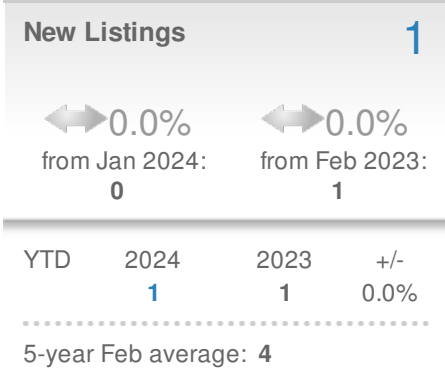 New Listings 1
0.0% 0.0%
from Jan 2024: from Feb 2023:
0 1
YTD 2024 2023 +/-
1 1 0.0%
5-year Feb average: 4